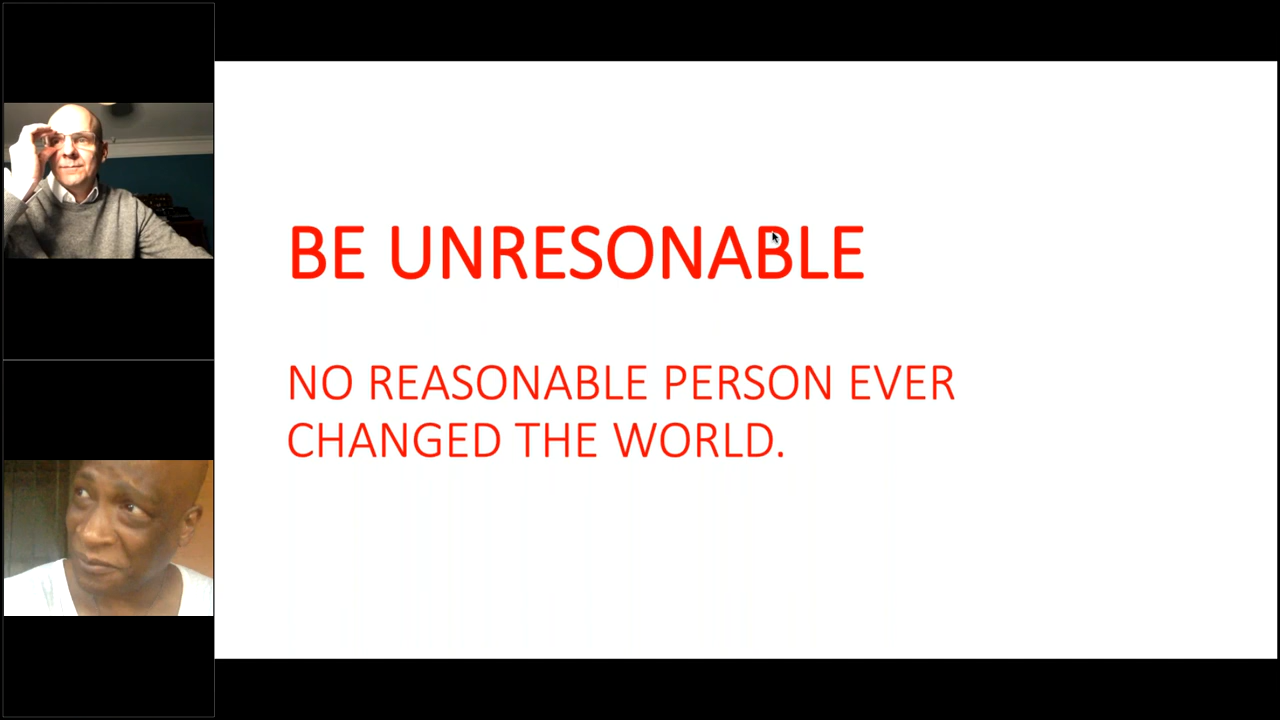 BE UNRESONABLE
NO REASONABLE PERSON EVER
CHANGED THE WORLD.